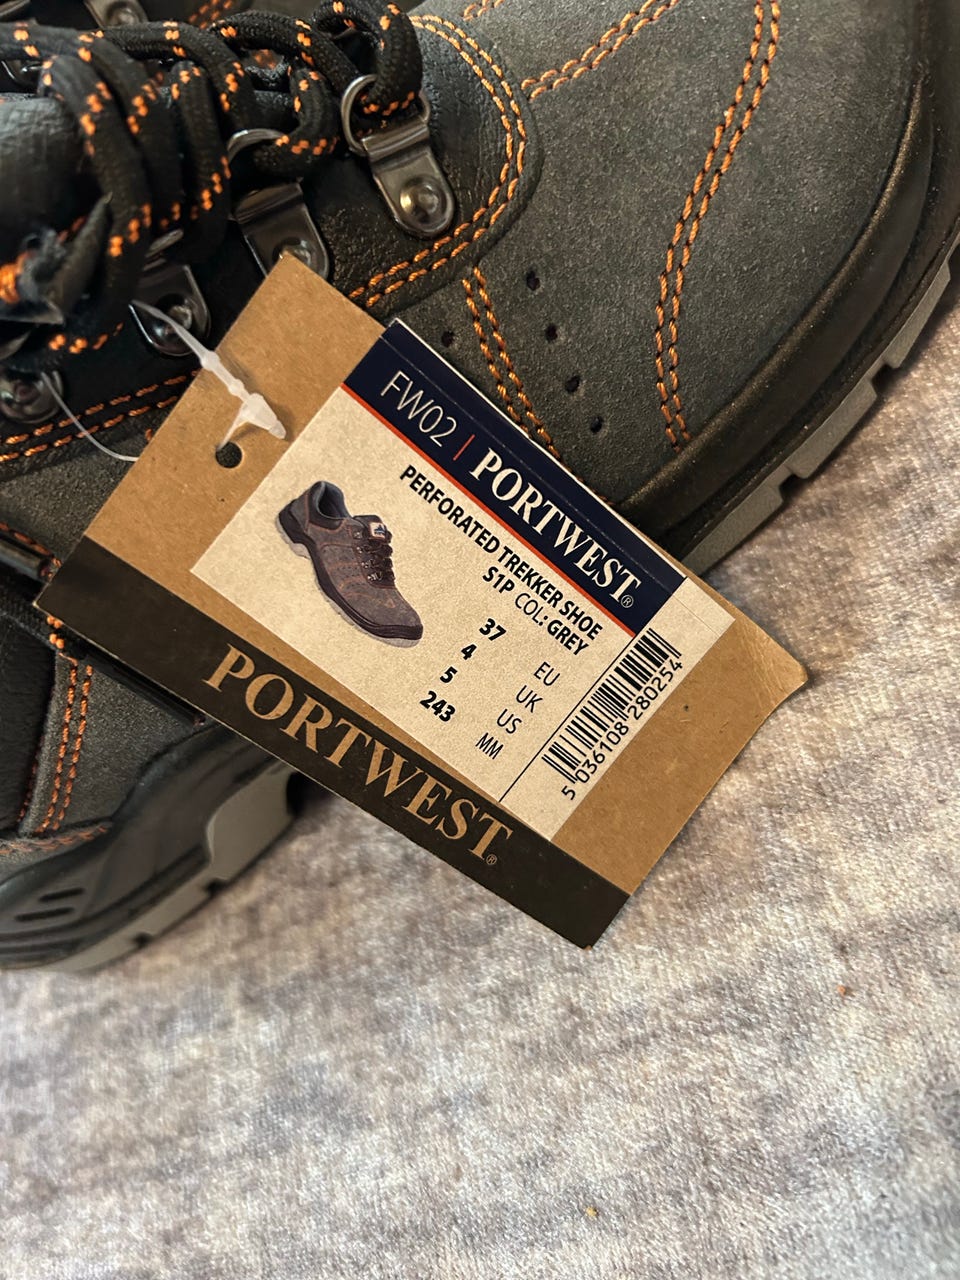 FW02 | PORTWEST®
PERFORATED TREKKER SHOE
S1P COL: GREY
37 EU
4 UK
5 US
243 MM
5 036108 280254
PORTWEST®